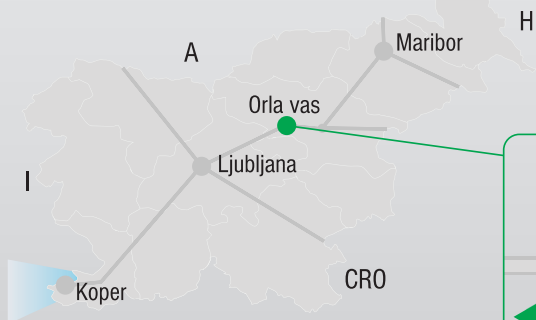 H
Maribor
A
Orla vas
Ljubljana
I
CRO
Koper